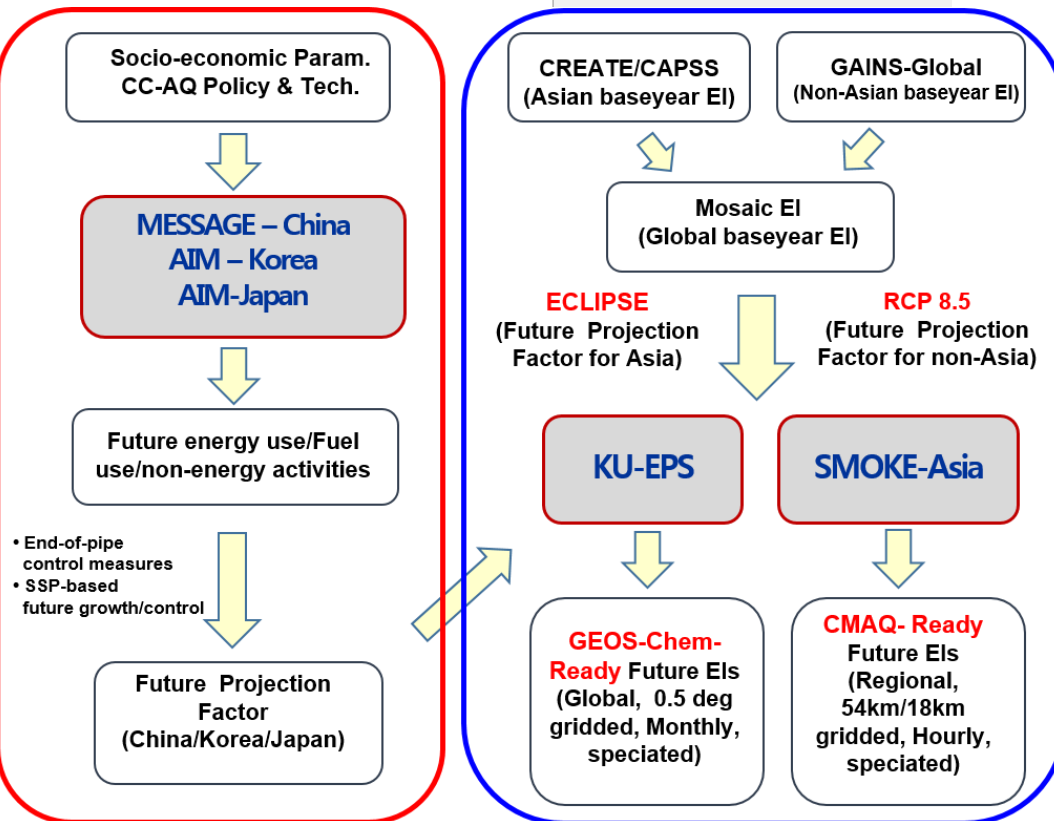 Socio-economic Param.
CC-AQ Policy & Tech.
MESSAGE – China
AIM – Korea
AIM-Japan
Future energy use/Fuel
use/non-energy activities
• End-of-pipe
control measures
• SSP-based
future growth/control
Future Projection
Factor
(China/Korea/Japan)
CREATE/CAPSS
(Asian baseyear EI)
GAINS-Global
(Non-Asian baseyear EI)
Mosaic EI
(Global baseyear EI)
ECLIPSE
(Future Projection
Factor for Asia)
RCP 8.5
(Future Projection
Factor for non-Asia)
KU-EPS
SMOKE-Asia
GEOS-Chem-
Ready Future EIs
(Global, 0.5 deg
gridded, Monthly,
speciated)
CMAQ- Ready
Future EIs
(Regional,
54km/18km
gridded, Hourly,
speciated)